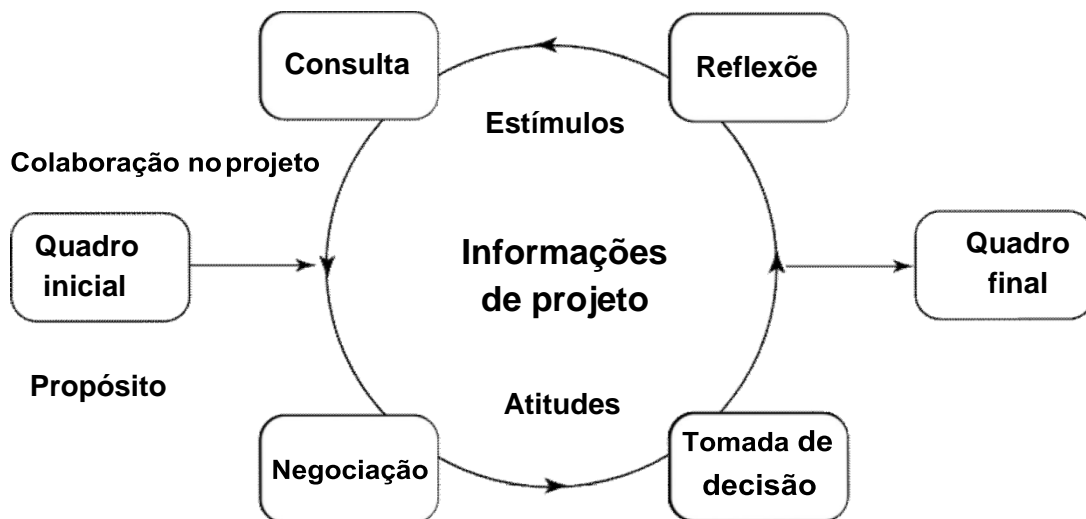 Consulta
Reflexõe
Estímulos
Colaboração no projeto
Quadro
inicial
Informações
de projeto
Quadro
final
Propósito
Atitudes
Negociação
Tomada de
decisão